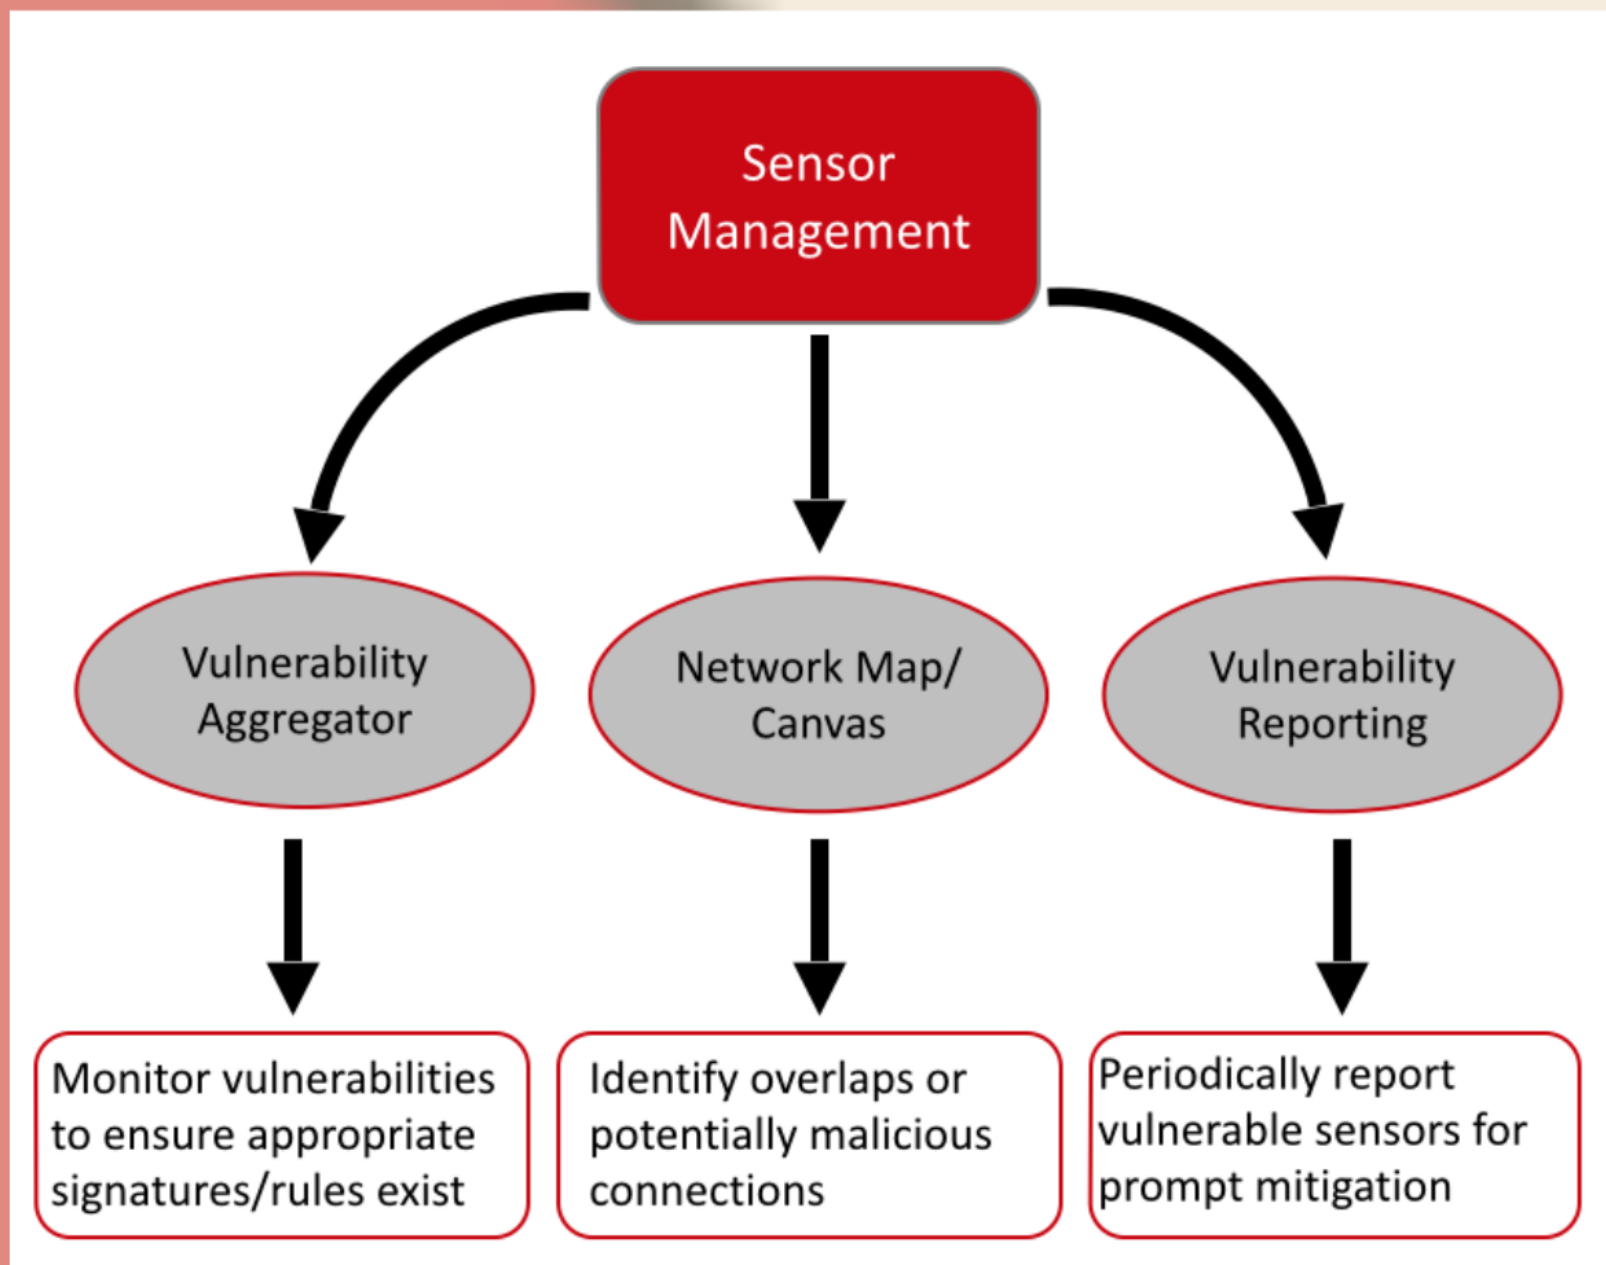 Sensor
Management
Vulnerability
Aggregator
Network Map/
Canvas
Vulnerability
Reporting
Monitor vulnerabilities
to ensure appropriate
signatures/rules exist
Identify overlaps or
potentially malicious
connections
Periodically report
vulnerable sensors for
prompt mitigation